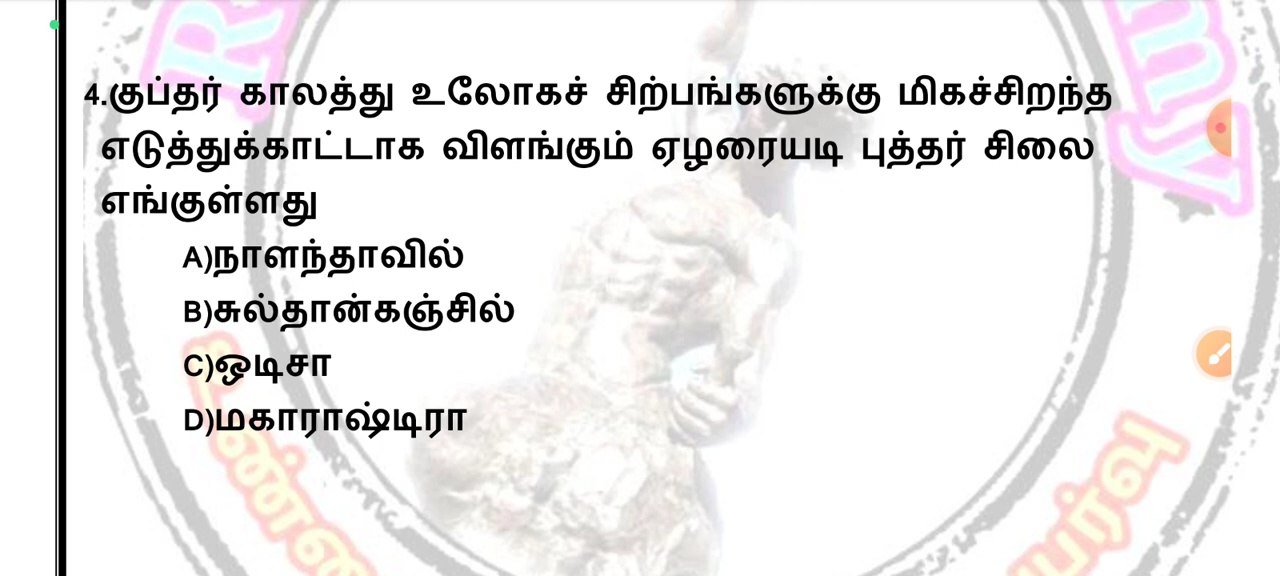 4.குப்தர் காலத்து உலோகச் சிற்பங்களுக்கு மிகச்சிறந்த
எடுத்துக்காட்டாக விளங்கும் ஏழரையடி புத்தர் சிலை
எங்குள்ளது
A)நாளந்தாவில்
B)சுல்தான்கஞ்சில்
C)ஒடிசா
D)மகாராஷ்டிரா